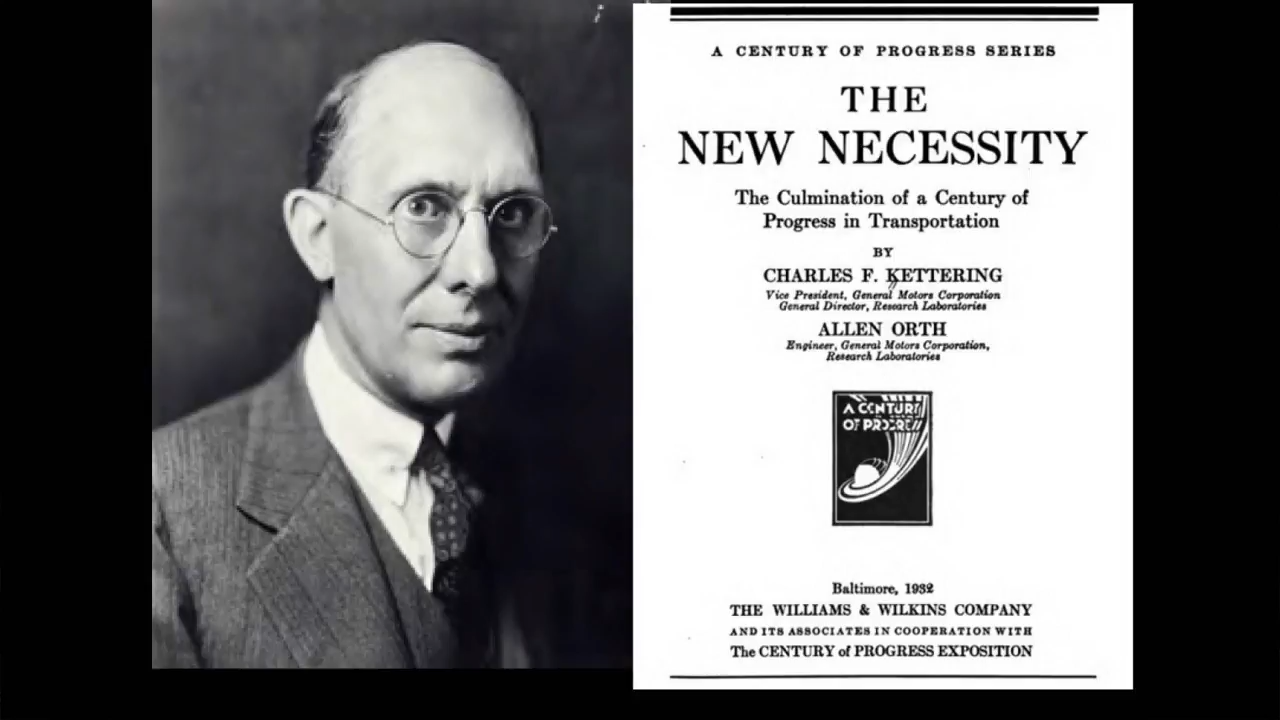 A CENTURY OF PROGRESS SERIES
THE
NEW NECESSITY
The Culmination of a Century of
Progress in Transportation
BY
CHARLES F. KETTERING
Vice President, General Motors Corporation
General Director, Research Laboratories
ALLEN ORTH
Engineer, General Motors Corporation,
Research Laboratories
A CENTURY
OF PROGRESS
Baltimore, 1932
THE WILLIAMS & WILKINS COMPANY
AND ITS ASSOCIATES IN COOPERATION WITH
The CENTURY of PROGRESS EXPOSITION